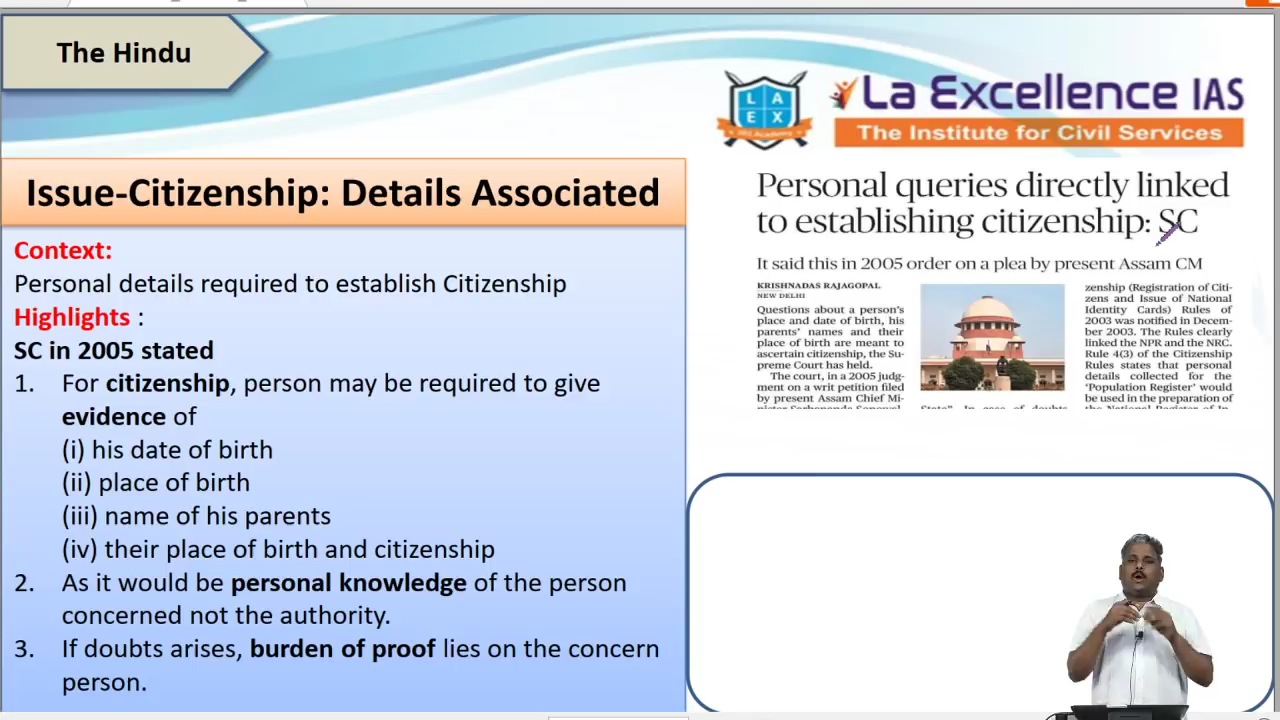 The Hindu
L A
E X
IAS Academy
La Excellence IAS
The Institute for Civil Services
Issue-Citizenship: Details Associated
Context:
Personal details required to establish Citizenship
Highlights :
SC in 2005 stated
1. For citizenship, person may be required to give
evidence of
(i) his date of birth
(ii) place of birth
(iii) name of his parents
(iv) their place of birth and citizenship
2. As it would be personal knowledge of the person
concerned not the authority.
3. If doubts arises, burden of proof lies on the concern
person.
Personal queries directly linked
to establishing citizenship: SC
It said this in 2005 order on a plea by present Assam CM
KRISHNADAS RAJAGOPAL
NEW DELHI
Questions about a person's
place and date of birth, his
parents' names and their
place of birth are meant to
ascertain citizenship, the Su-
preme Court has held.
The court, in a 2005 judg-
ment on a writ petition filed
by present Assam Chief Mi-
zenship (Registration of Citi-
zens and Issue of National
Identity Cards) Rules of
2003 was notified in Decem-
ber 2003. The Rules clearly
linked the NPR and the NRC.
Rule 4(3) of the Citizenship
Rules states that personal
details collected for the
'Population Register' would
be used in the preparation of